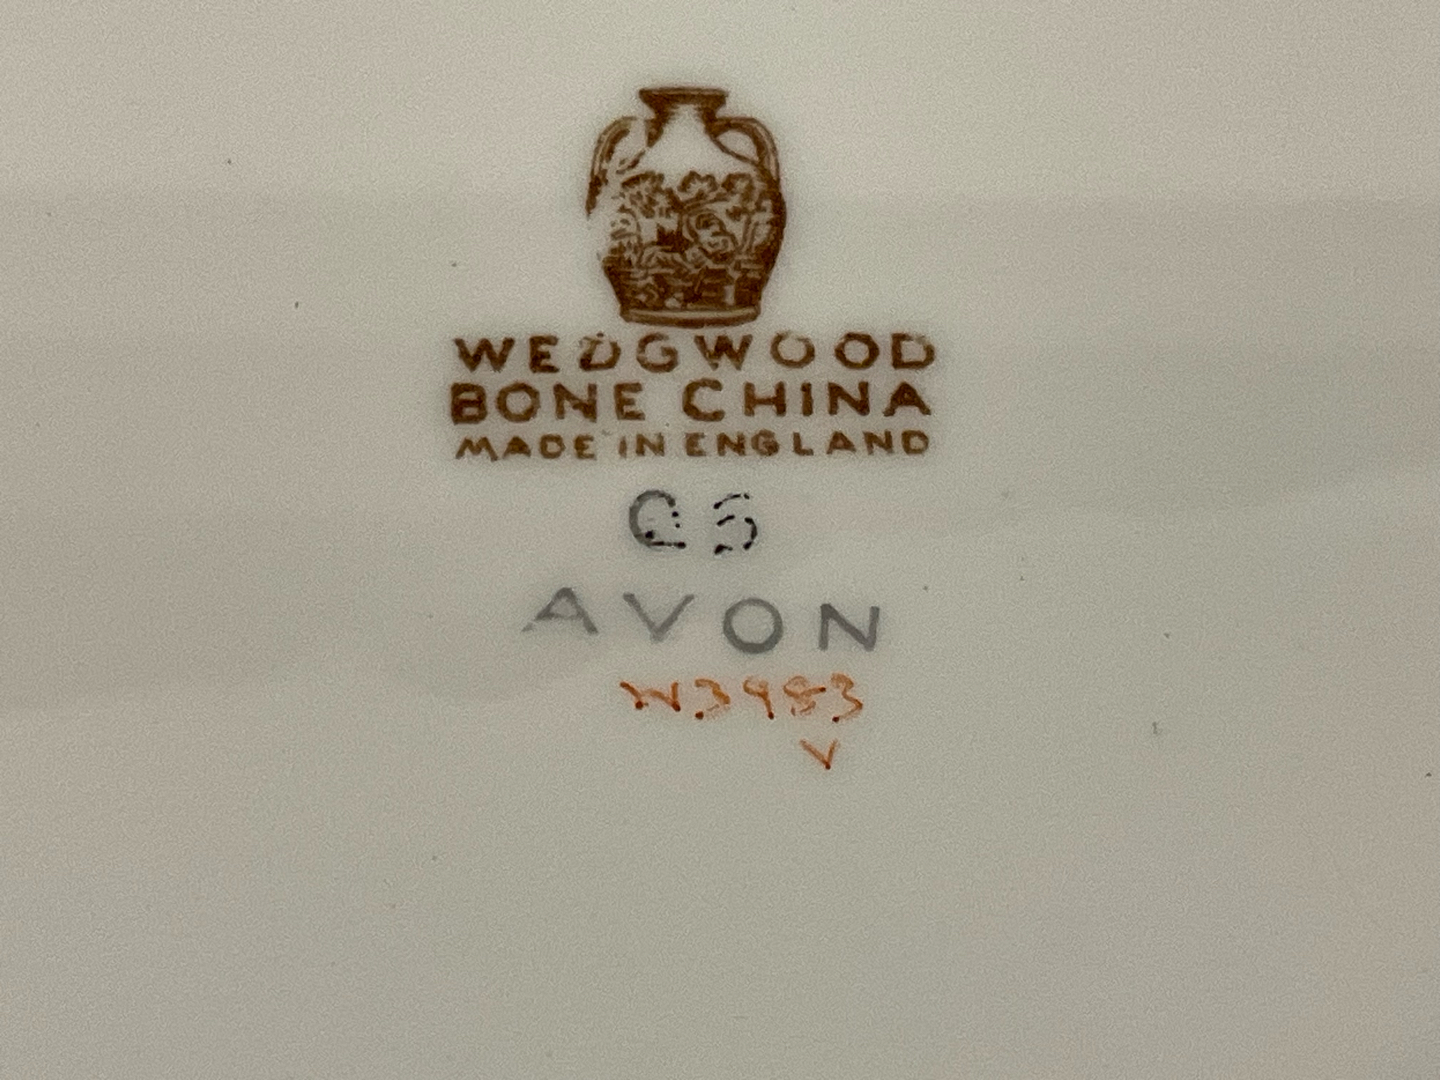 WEDGWOOD
BONE CHINA
MADE IN ENGLAND
AVON
W3983
V